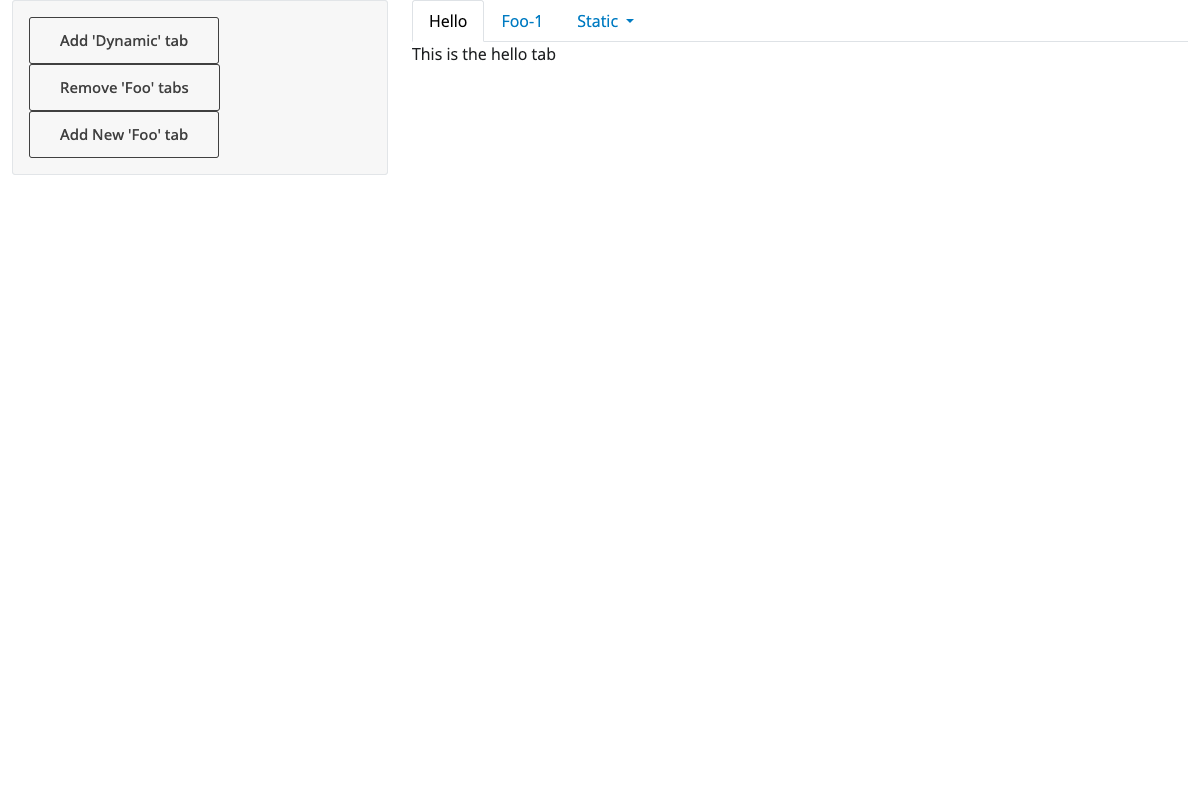 Add 'Dynamic' tab
Remove 'Foo' tabs
Add New 'Foo' tab
Hello Foo-1 Static
This is the hello tab